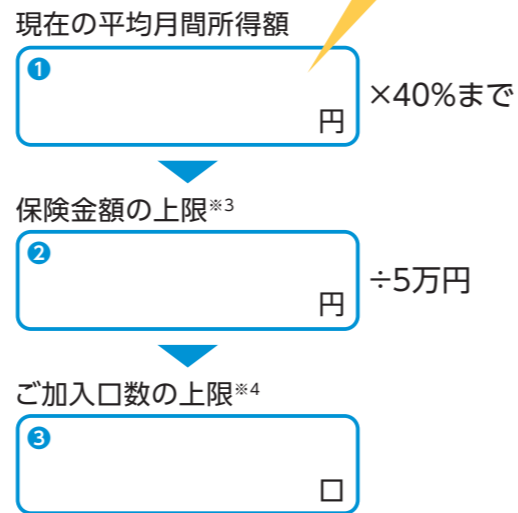 現在の平均月間所得額
❶
円
×40%まで
保険金額の上限※3
❷
円
÷5万円
ご加入口数の上限※4
❸
口